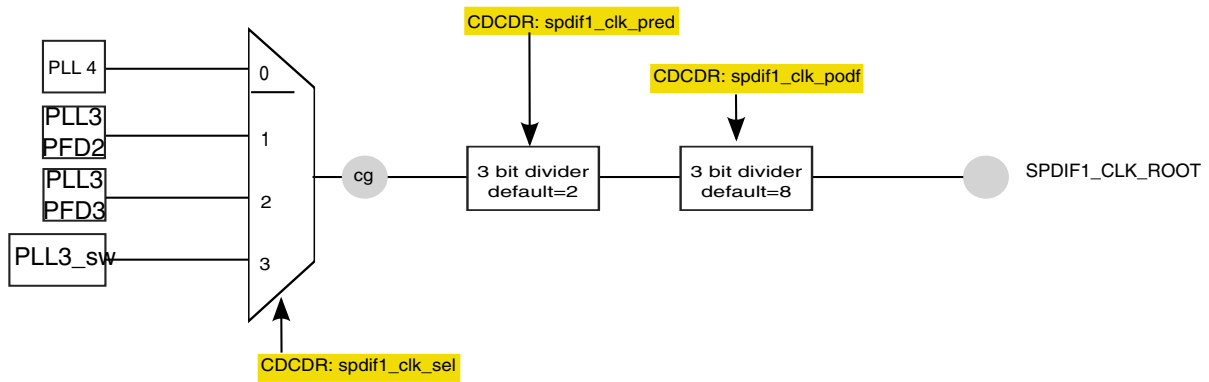 CDCDR: spdif1_clk_pred
CDCDR: spdif1_clk_podf
PLL 4
0
PLL3
PFD2
1
PLL3
PFD3
2
PLL3_sw
3
cg
3 bit divider
default=2
3 bit divider
default=8
SPDIF1_CLK_ROOT
CDCDR: spdif1_clk_sel